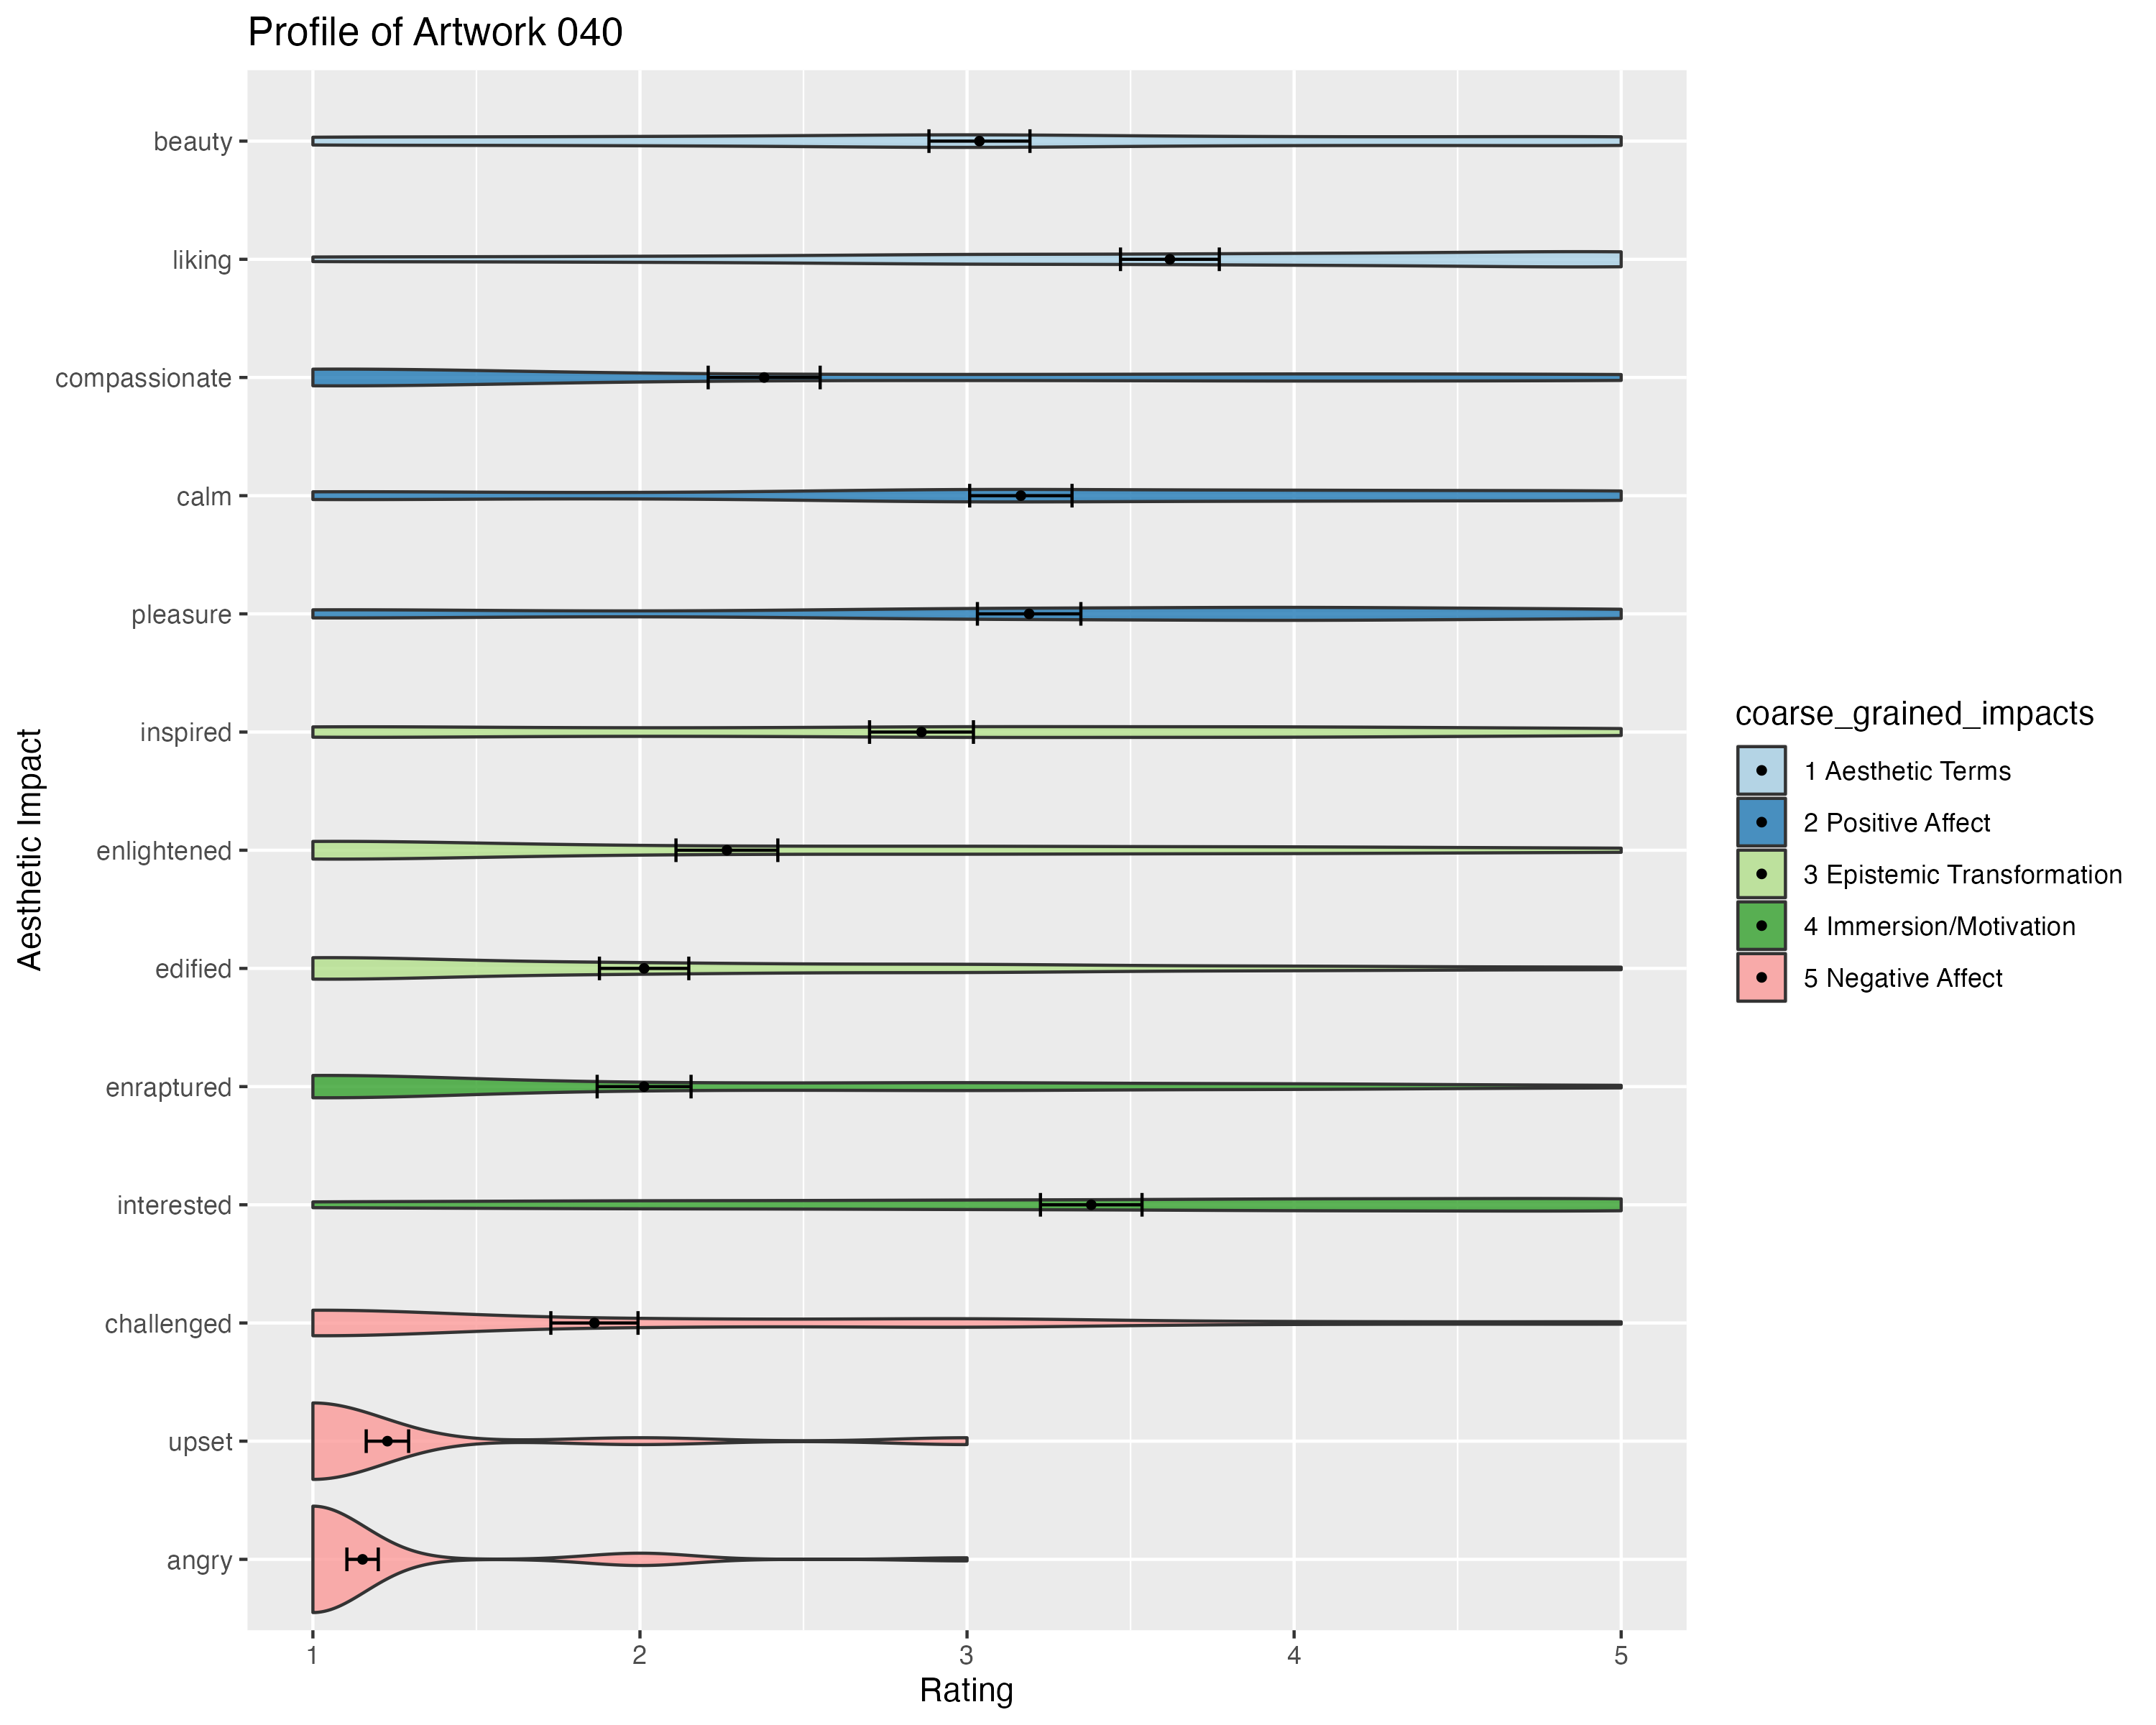 Profile of Artwork 040
Aesthetic Impact
beauty
liking
compassionate
calm
pleasure
inspired
enlightened
edified
enraptured
interested
challenged
upset
angry
1 2 3 4 5
Rating
coarse_grained_impacts
1 Aesthetic Terms
2 Positive Affect
3 Epistemic Transformation
4 Immersion/Motivation
5 Negative Affect